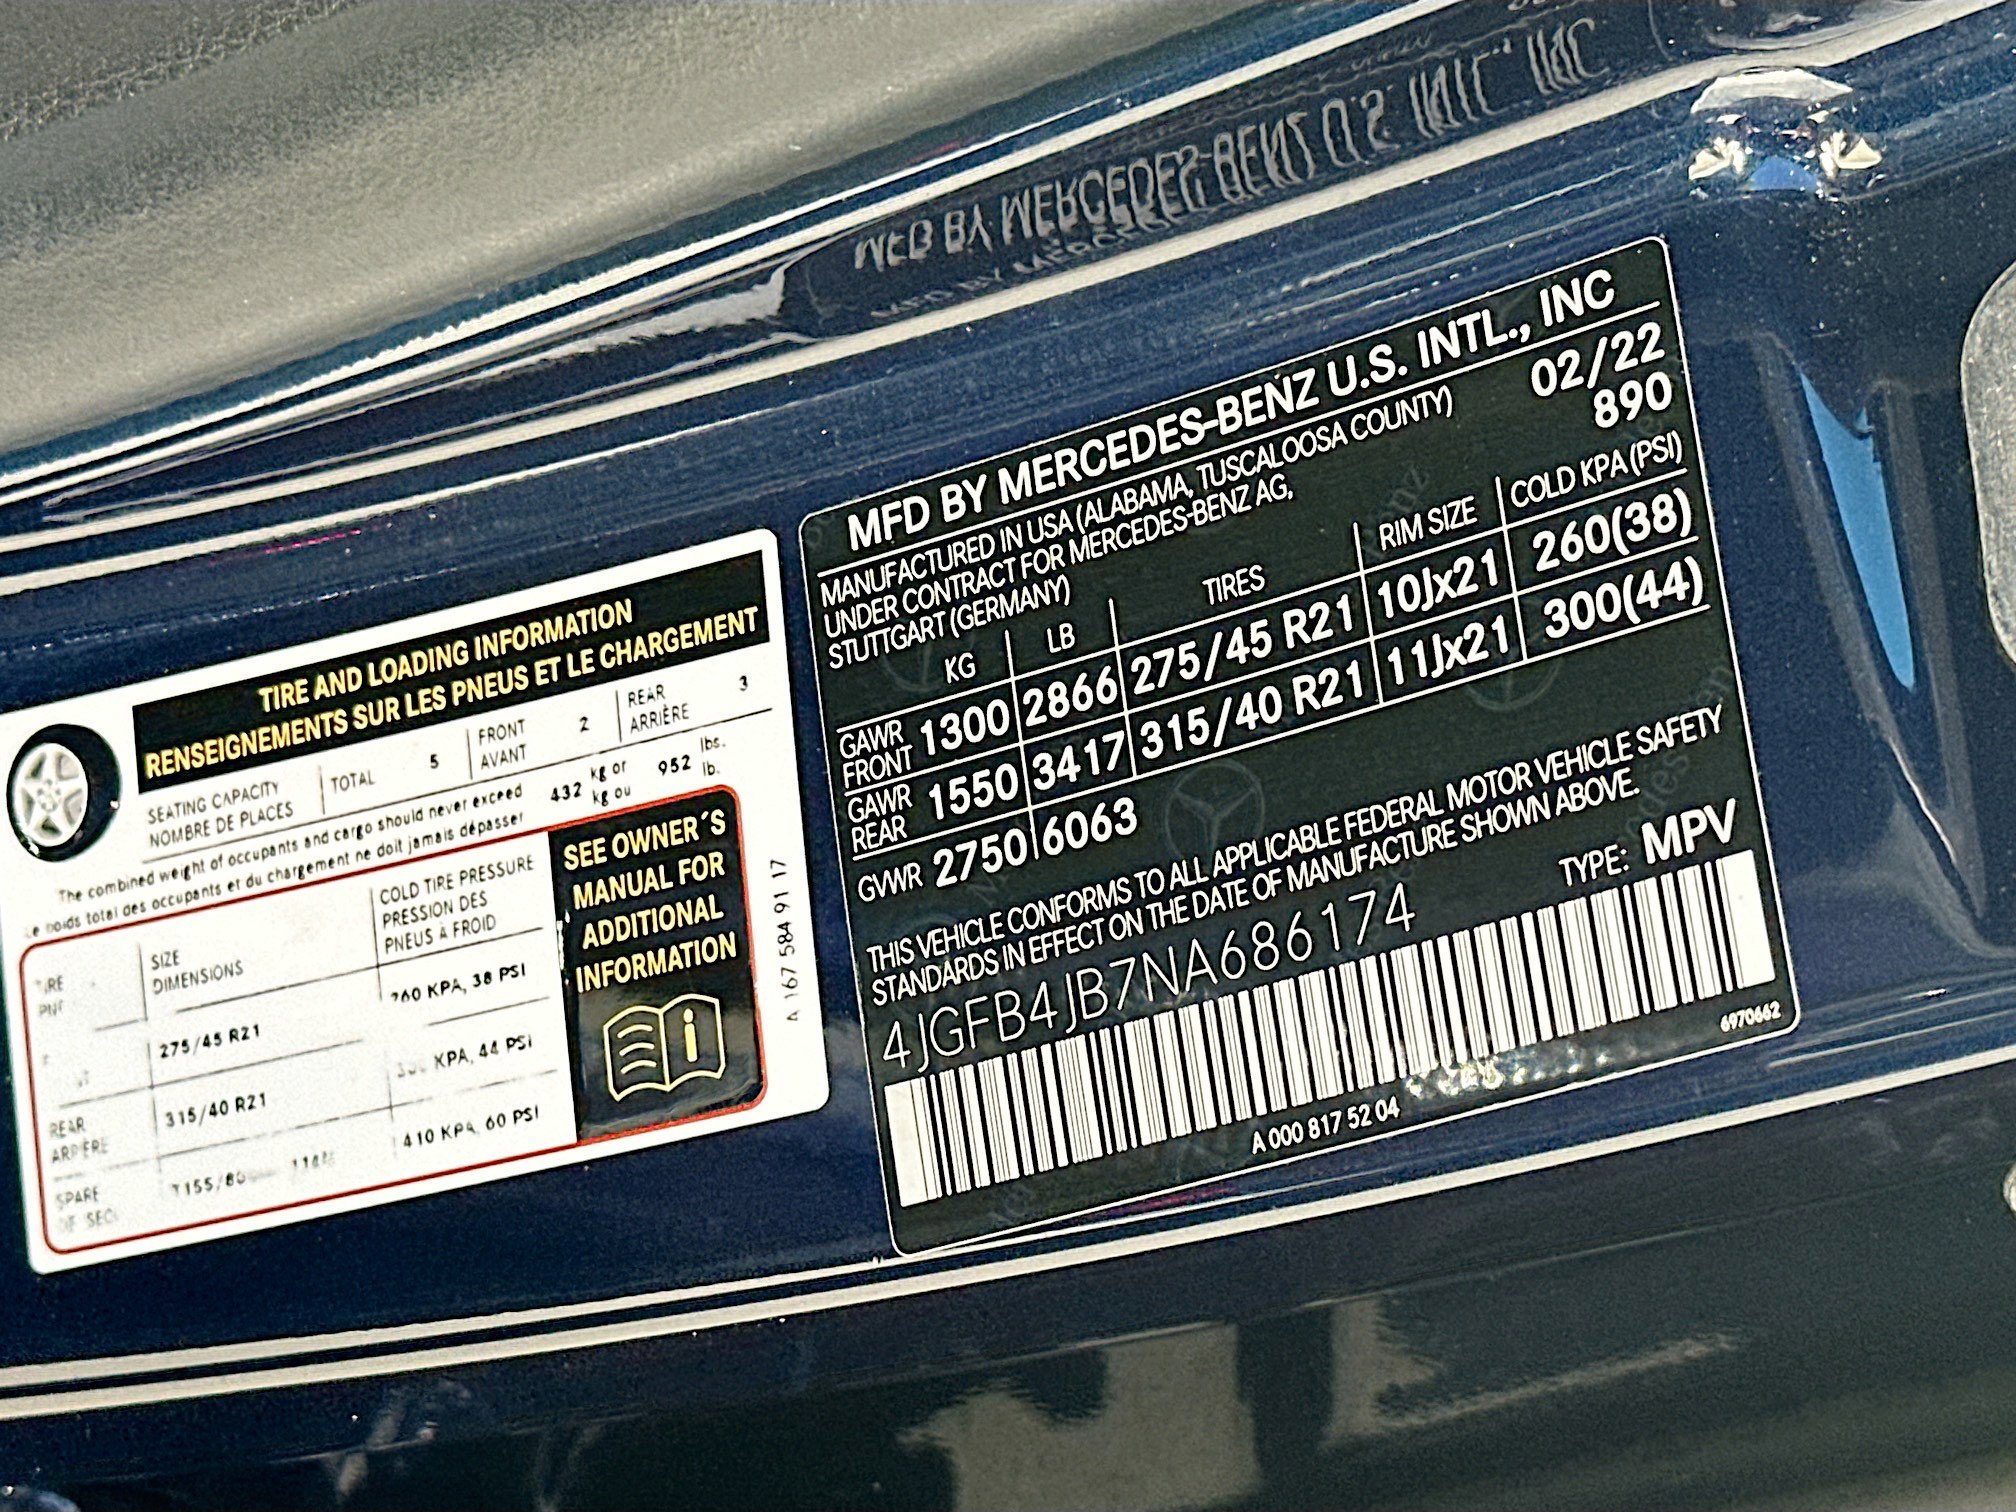 TIRE AND LOADING INFORMATION
RENSEIGNEMENTS SUR LES PNEUS ET LE CHARGEMENT
SEATING CAPACITY
NOMBRE DE PLACES
TOTAL 5
FRONT
AVANT
2
REAR
ARRIÈRE
3
The combined weight of occupants and cargo should never exceed
Le poids total des occupants et du chargement ne doit jamais dépasser
432
kg or
kg ou
952
lbs.
lb.
SIZE
DIMENSIONS
COLD TIRE PRESSURE
PRESSION DES
PNEUS À FROID
275/45 R21
260 KPA, 38 PSI
REAR
ARRIÈRE
315/40 R21
KPA, 44 PSI
SPARE
T155/80
410 KPA, 60 PSI
SEE OWNER´S
MANUAL FOR
ADDITIONAL
INFORMATION
i
A 167 584 91 17
MFD BY MERCEDES-BENZ U.S. INTL., INC
MANUFACTURED IN USA (ALABAMA, TUSCALOOSA COUNTY) 02/22
UNDER CONTRACT FOR MERCEDES-BENZ AG, 890
STUTTGART (GERMANY)
KG LB TIRES RIM SIZE COLD KPA (PSI)
GAWR
FRONT
1300 2866 275/45 R21 10Jx21 260(38)
GAWR
REAR
1550 3417 315/40 R21 11Jx21 300(44)
GVWR 2750 6063
THIS VEHICLE CONFORMS TO ALL APPLICABLE FEDERAL MOTOR VEHICLE SAFETY
STANDARDS IN EFFECT ON THE DATE OF MANUFACTURE SHOWN ABOVE.
4JGFB4JB7NA686174 TYPE: MPV
A 000 817 52 04
6970662